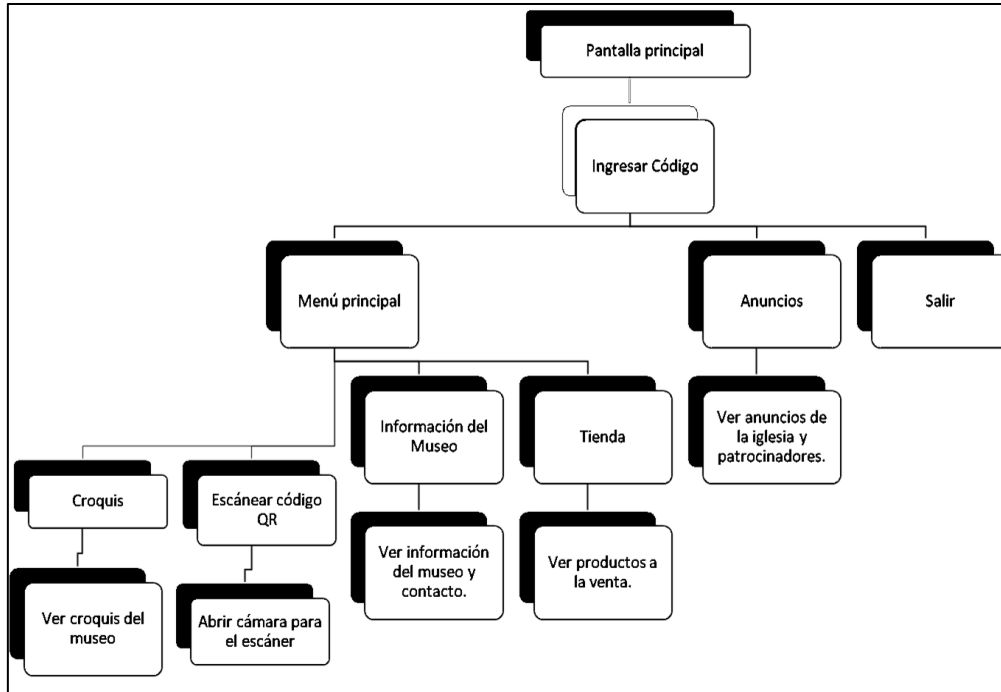 Pantalla principal
Ingresar Código
Menú principal
Anuncios
Salir
Información del
Museo
Tienda
Ver anuncios de
la iglesia y
patrocinadores.
Croquis
Escánear código
QR
Ver información
del museo y
contacto.
Ver productos a
la venta.
Ver croquis del
museo
Abrir cámara para
el escáner